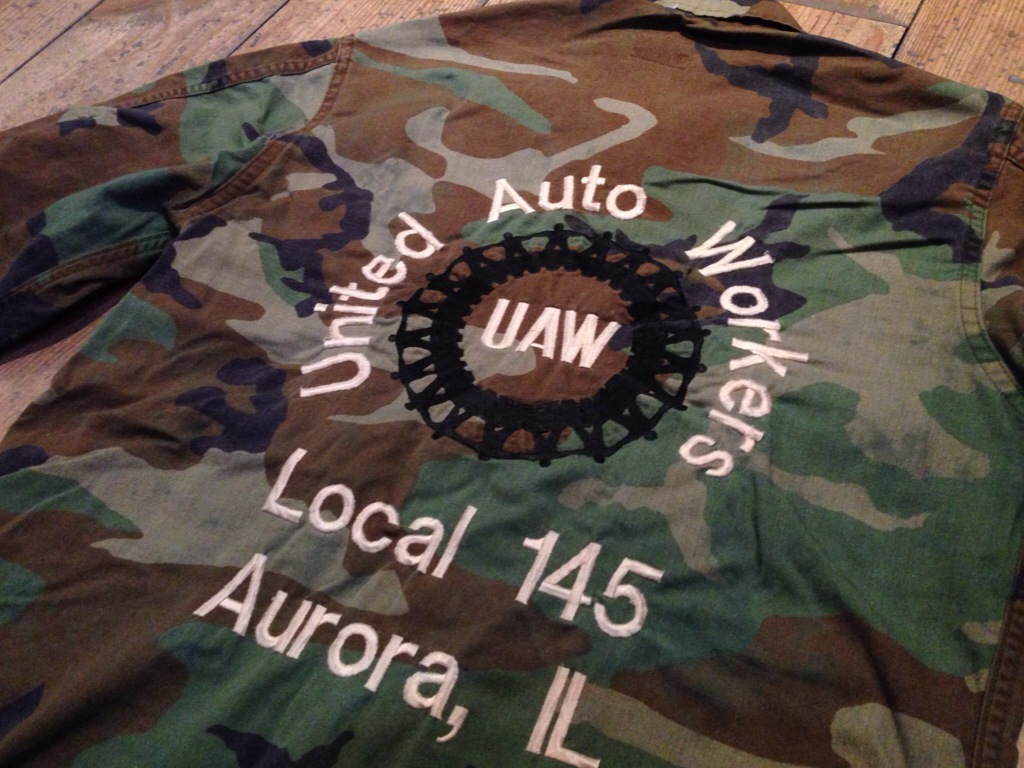 United Auto Workers
UAW
Local 145
Aurora, IL